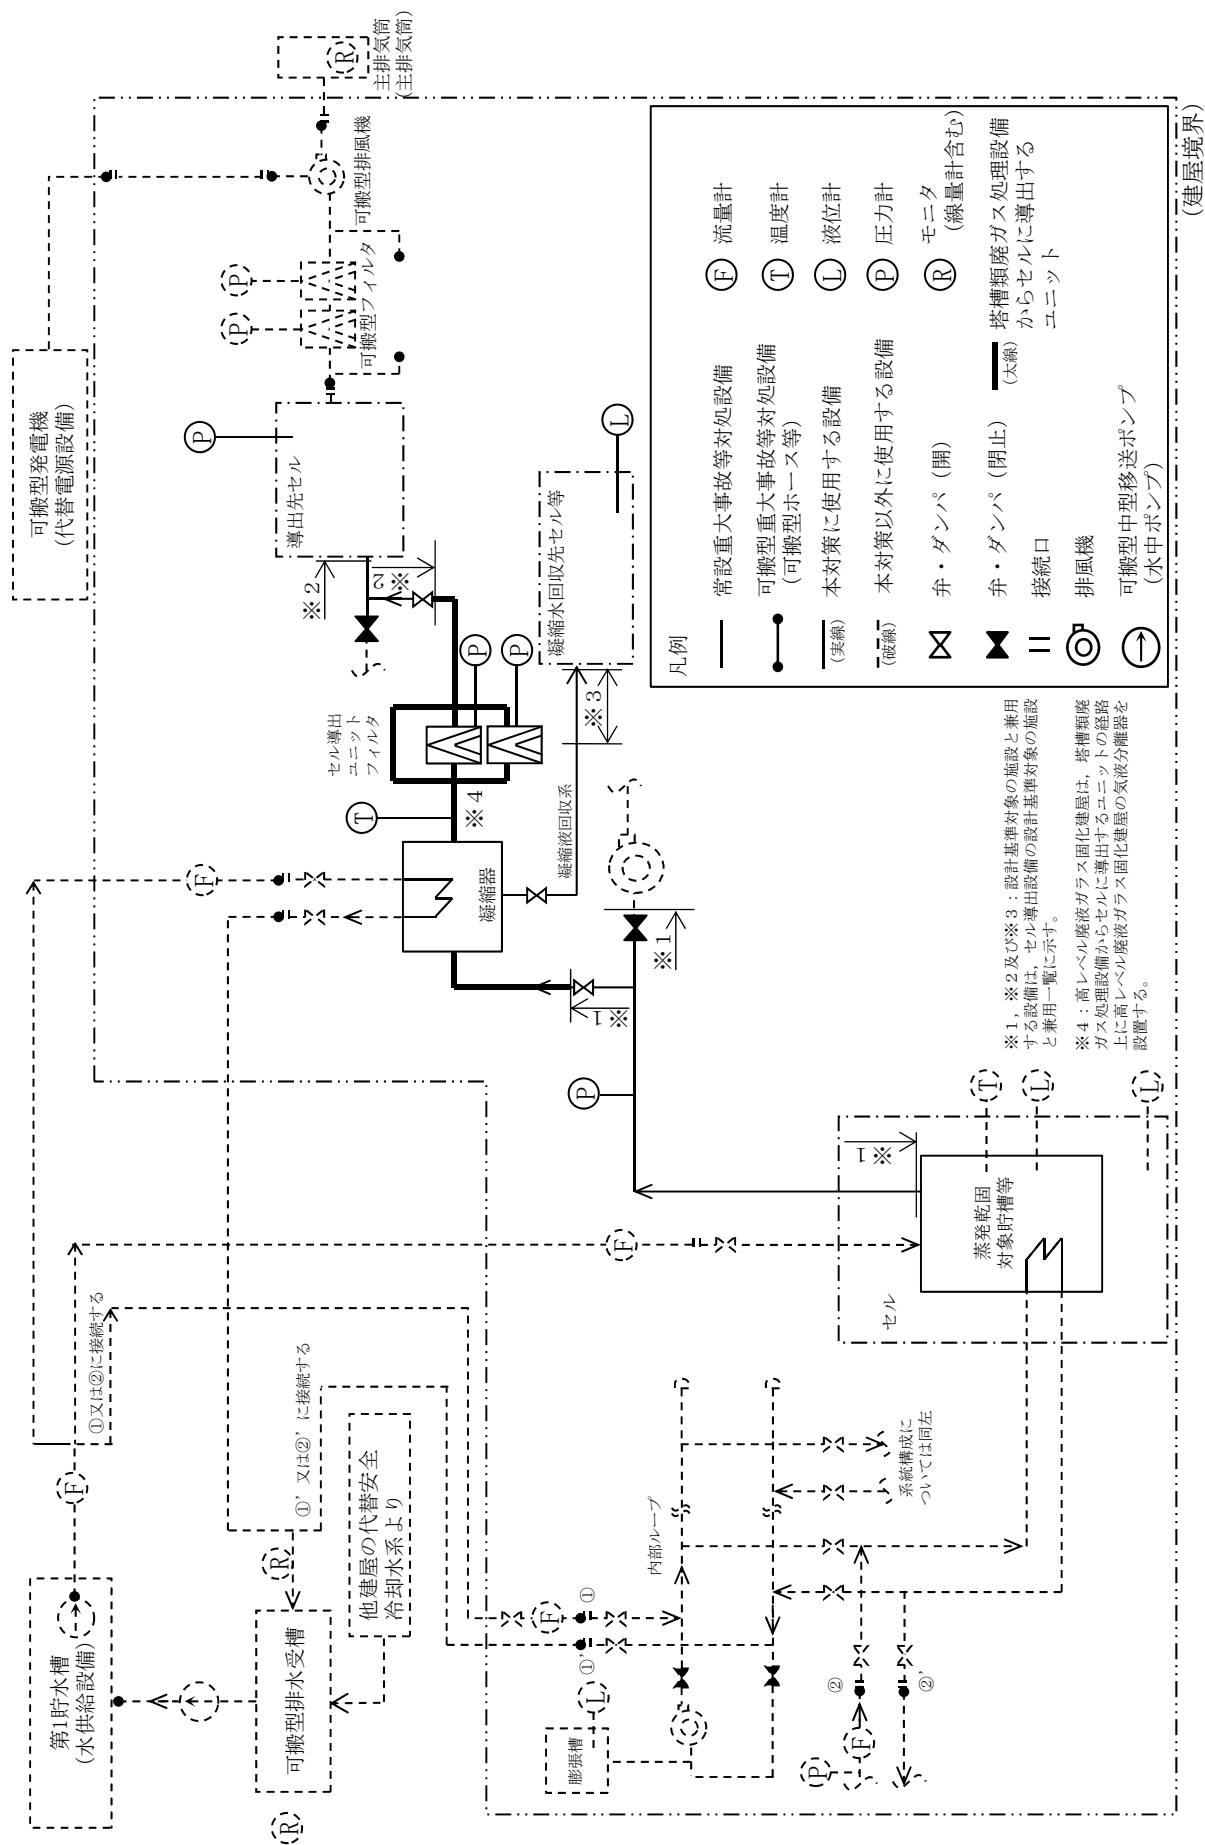 主排気筒
(主排気筒)
R
可搬型発電機
(代替電源設備)
可搬型排風機
可搬型フィルタ
P
P
P
導出先セル
※2
※2
凝縮水回収先セル等
L
P
P
セル導出
ユニット
フィルタ
※3
T
※4
凝縮液回収系
F
凝縮器
※1
※1
P
F
蒸発乾固
対象貯槽等
※1
セル
T
L
L
第1貯水槽
(水供給設備)
F
①又は②に接続する
①’又は②’に接続する
R
可搬型排水受槽
R
他建屋の代替安全
冷却水系より
F
①
①’
L
膨張槽
内部ループ
系統構成に
ついては同左
②
②’
P
F
凡例
常設重大事故等対処設備
可搬型重大事故等対処設備
(可搬型ホース等)
(実線)
本対策に使用する設備
(破線)
本対策以外に使用する設備
弁・ダンパ(開)
弁・ダンパ(閉止)
接続口
排風機
可搬型中型移送ポンプ
(水中ポンプ)
F 流量計
T 温度計
L 液位計
P 圧力計
R モニタ
(線量計含む)
(太線)
塔槽類廃ガス処理設備
からセルに導出する
ユニット
※1,※2及び※3:設計基準対象の施設と兼用
する設備は,セル導出設備の設計基準対象の施設
と兼用一覧に示す。
※4:高レベル廃液ガラス固化建屋は,塔槽類廃
ガス処理設備からセルに導出するユニットの経路
上に高レベル廃液ガラス固化建屋の気液分離器を
設置する。
(建屋境界)